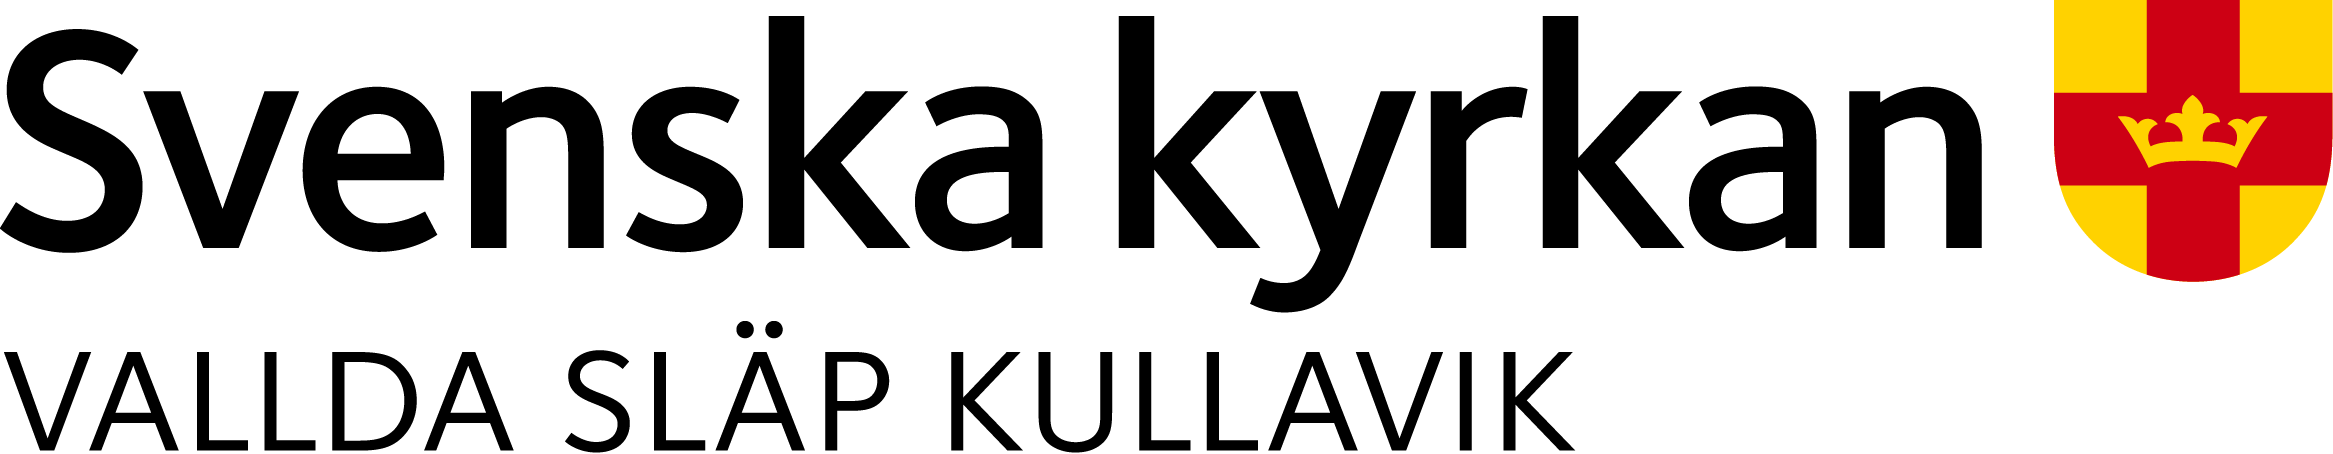 Svenska kyrkan
VALLDA SLÄP KULLAVIK